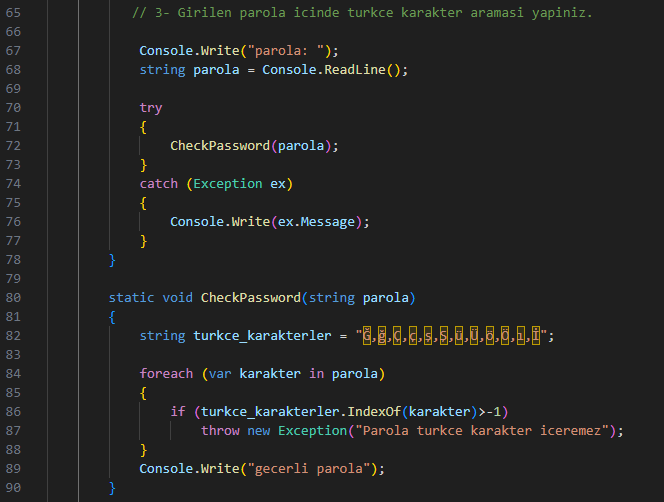 65 // 3- Girilen parola icinde turkce karakter aramasi yapiniz.
66
67 Console.Write("parola: ");
68 string parola = Console.ReadLine();
69
70 try
71 {
72 CheckPassword(parola);
73 }
74 catch (Exception ex)
75 {
76 Console.Write(ex.Message);
77 }
78 }
79
80 static void CheckPassword(string parola)
81 {
82 string turkce_karakterler = "Ğ,ğ,Ç,ç,ş,Ş,ü,Ü,ö,Ö,ı,İ";
83
84 foreach (var karakter in parola)
85 {
86 if (turkce_karakterler.IndexOf(karakter)>-1)
87 throw new Exception("Parola turkce karakter iceremez");
88 }
89 Console.Write("gecerli parola");
90 }